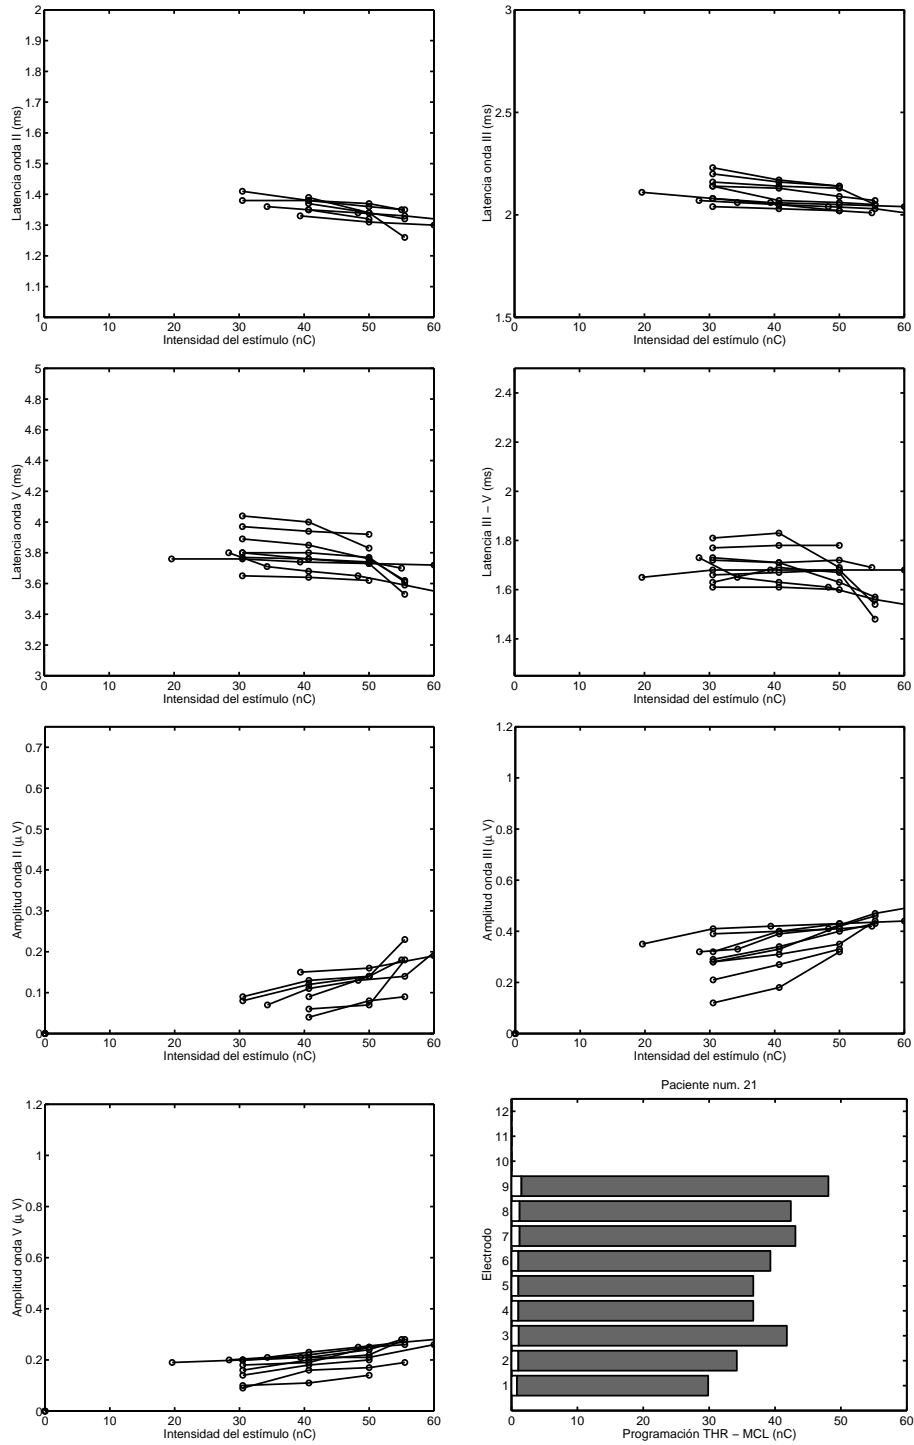 2
1.9
1.8
1.7
1.6
1.5
1.4
1.3
1.2
1.1
1
Latencia onda II (ms)
0 10 20 30 40 50 60
Intensidad del estímulo (nC)
3
2.5
2
1.5
Latencia onda III (ms)
0 10 20 30 40 50 60
Intensidad del estímulo (nC)
5
4.8
4.6
4.4
4.2
4
3.8
3.6
3.4
3.2
3
Latencia onda V (ms)
0 10 20 30 40 50 60
Intensidad del estímulo (nC)
2.4
2.2
2
1.8
1.6
1.4
Latencia III − V (ms)
0 10 20 30 40 50 60
Intensidad del estímulo (nC)
0.7
0.6
0.5
0.4
0.3
0.2
0.1
0
Amplitud onda II (μ V)
0 10 20 30 40 50 60
Intensidad del estímulo (nC)
1.2
1
0.8
0.6
0.4
0.2
0
Amplitud onda III (μ V)
0 10 20 30 40 50 60
Intensidad del estímulo (nC)
1.2
1
0.8
0.6
0.4
0.2
0
Amplitud onda V (μ V)
0 10 20 30 40 50 60
Intensidad del estímulo (nC)
Paciente num. 21
12
11
10
9
8
7
6
5
4
3
2
1
Electrodo
0 10 20 30 40 50 60
Programación THR − MCL (nC)